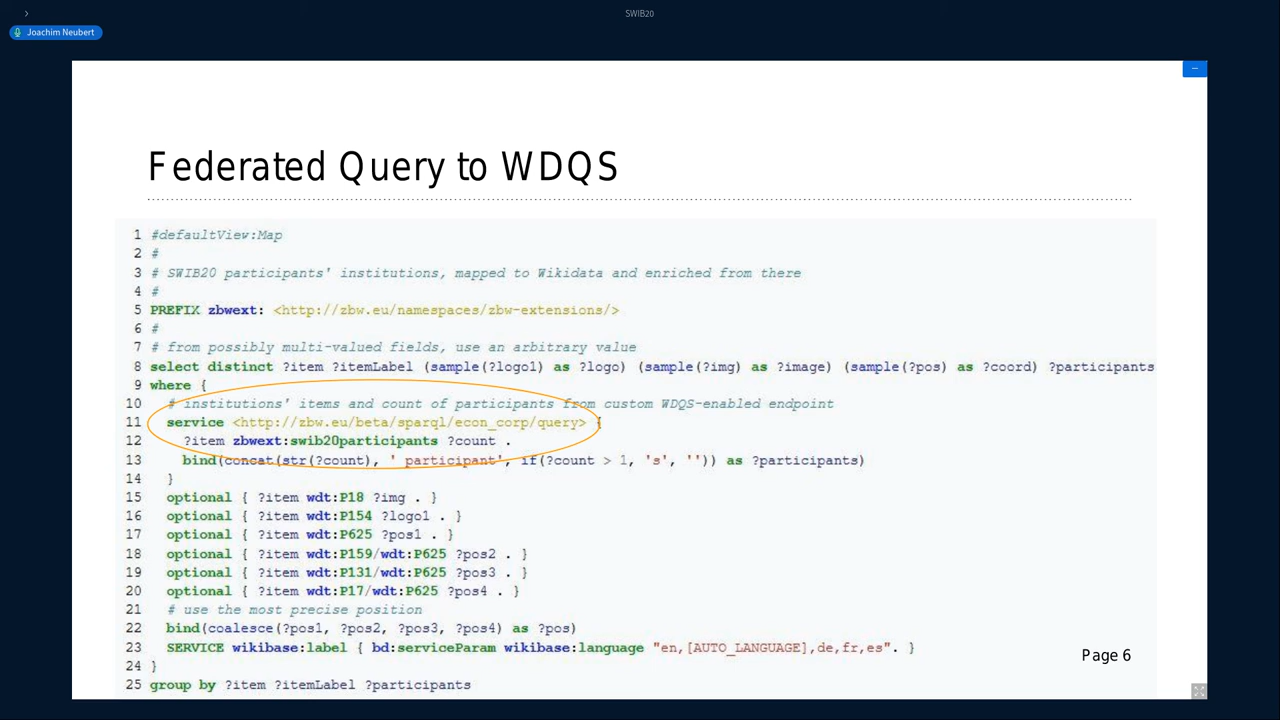 SWIB20
Joachim Neubert
Federated Query to WDQS
1 #defaultView:Map
2 #
3 # SWIB20 participants' institutions, mapped to Wikidata and enriched from there
4 #
5 PREFIX zbwext: <http://zbw.eu/namespaces/zbw-extensions/>
6 #
7 # from possibly multi-valued fields, use an arbitrary value
8 select distinct ?item ?itemLabel (sample(?logo1) as ?logo) (sample(?img) as ?image) (sample(?pos) as ?coord) ?participants
9 where {
10 # institutions' items and count of participants from custom WDQS-enabled endpoint
11 service <http://zbw.eu/beta/sparql/econ_corp/query> {
12 ?item zbwext:swib20participants ?count .
13 bind(concat(str(?count), ' participant', if(?count > 1, 's', '')) as ?participants)
14 }
15 optional { ?item wdt:P18 ?img . }
16 optional { ?item wdt:P154 ?logo1 . }
17 optional { ?item wdt:P625 ?pos1 . }
18 optional { ?item wdt:P159/wdt:P625 ?pos2 . }
19 optional { ?item wdt:P131/wdt:P625 ?pos3 . }
20 optional { ?item wdt:P17/wdt:P625 ?pos4 . }
21 # use the most precise position
22 bind(coalesce(?pos1, ?pos2, ?pos3, ?pos4) as ?pos)
23 SERVICE wikibase:label { bd:serviceParam wikibase:language "en,[AUTO_LANGUAGE],de,fr,es". }
24 }
25 group by ?item ?itemLabel ?participants
Page 6